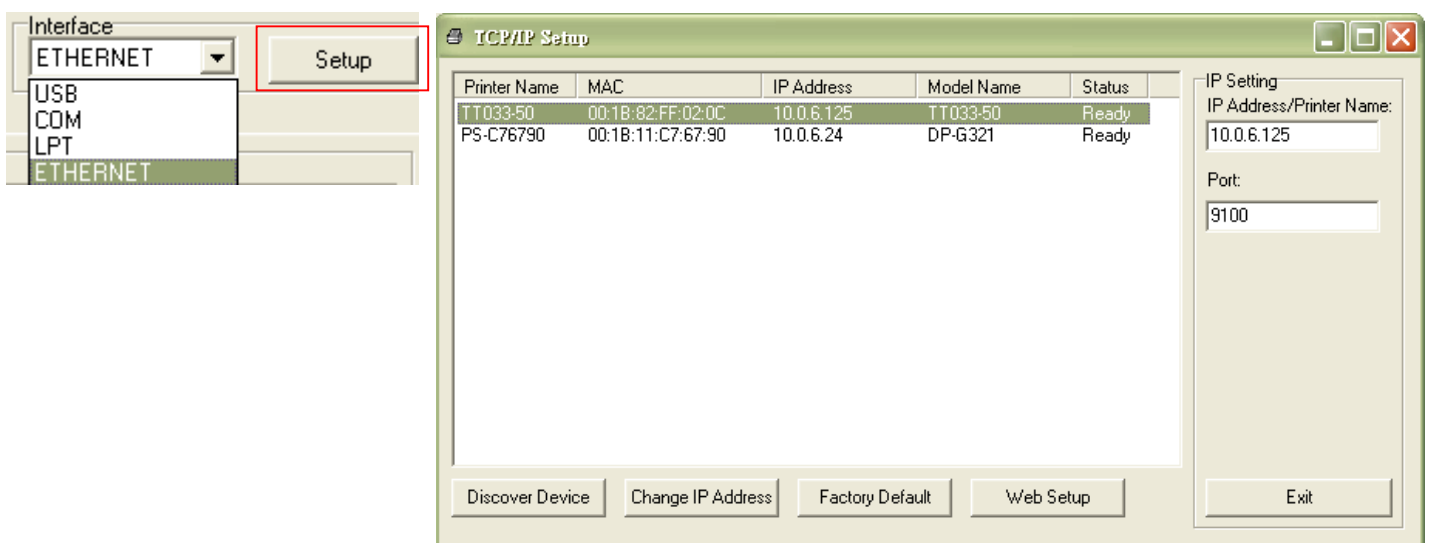 Interface
ETHERNET
Setup
USB
COM
LPT
ETHERNET
TCP/IP Setup
Printer Name MAC IP Address Model Name Status
TT033-50 00:1B:82:FF:02:0C 10.0.6.125 TT033-50 Ready
PS-C76790 00:1B:11:C7:67:90 10.0.6.24 DP-G321 Ready
IP Setting
IP Address/Printer Name:
10.0.6.125
Port:
9100
Discover Device Change IP Address Factory Default Web Setup Exit